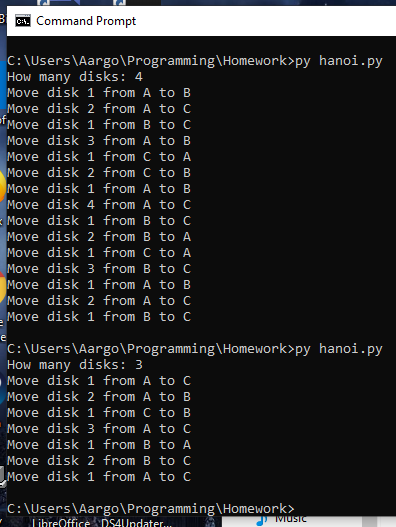 Command Prompt
C:\Users\Aargo\Programming\Homework>py hanoi.py
How many disks: 4
Move disk 1 from A to B
Move disk 2 from A to C
Move disk 1 from B to C
Move disk 3 from A to B
Move disk 1 from C to A
Move disk 2 from C to B
Move disk 1 from A to B
Move disk 4 from A to C
Move disk 1 from B to C
Move disk 2 from B to A
Move disk 1 from C to A
Move disk 3 from B to C
Move disk 1 from A to B
Move disk 2 from A to C
Move disk 1 from B to C
C:\Users\Aargo\Programming\Homework>py hanoi.py
How many disks: 3
Move disk 1 from A to C
Move disk 2 from A to B
Move disk 1 from C to B
Move disk 3 from A to C
Move disk 1 from B to A
Move disk 2 from B to C
Move disk 1 from A to C
C:\Users\Aargo\Programming\Homework>
LibreOffice DS4Updater... Music